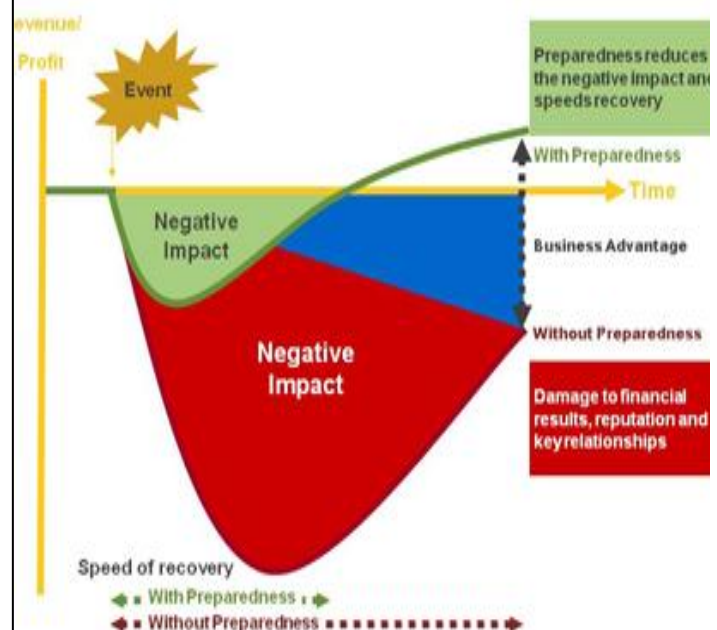 evenue/
Profit
Event
Preparedness reduces
the negative impact and
speeds recovery
With Preparedness
Time
Negative
Impact
Business Advantage
Negative
Impact
Without Preparedness
Damage to financial
results, reputation and
key relationships
Speed of recovery
With Preparedness
Without Preparedness